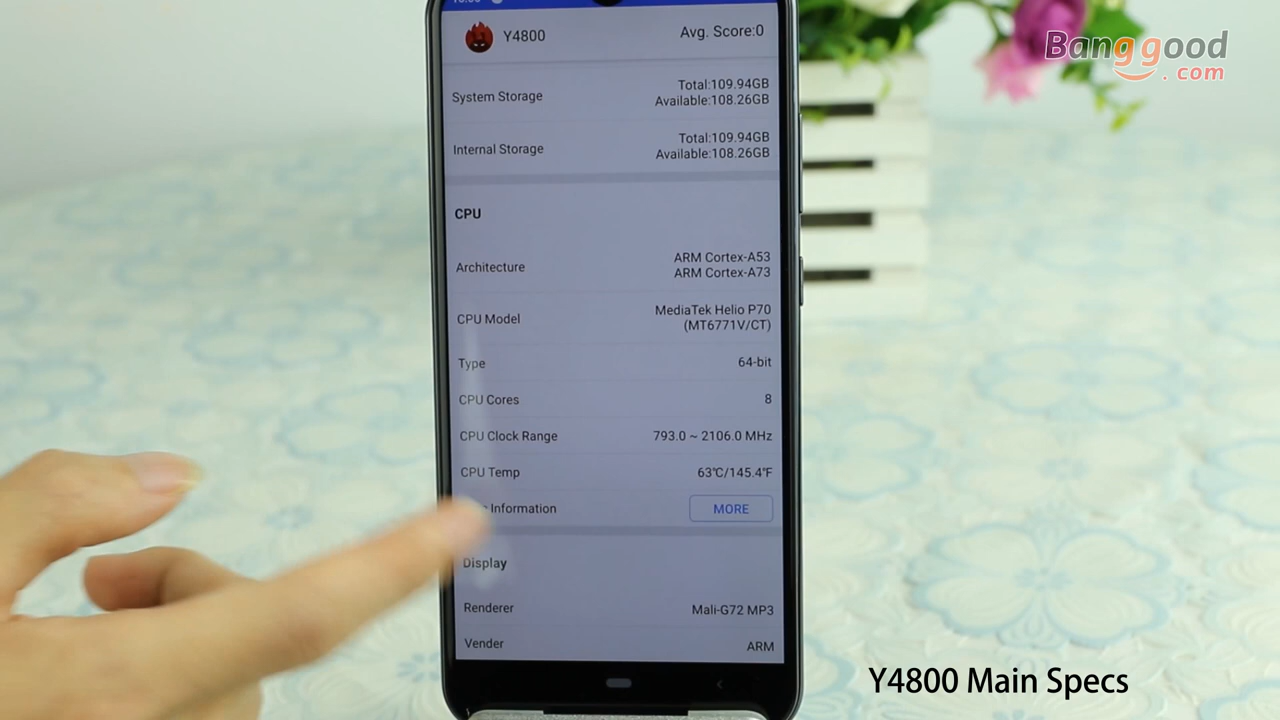 Y4800
Avg. Score:0
System Storage
Total:109.94GB
Available:108.26GB
Internal Storage
Total:109.94GB
Available:108.26GB
CPU
Architecture
ARM Cortex-A53
ARM Cortex-A73
CPU Model
MediaTek Helio P70
(MT6771V/CT)
Type
64-bit
CPU Cores
8
CPU Clock Range
793.0 ~ 2106.0 MHz
CPU Temp
63℃/145.4℉
Information
MORE
Display
Renderer
Mali-G72 MP3
Vender
ARM
Banggood
.com
Y4800 Main Specs